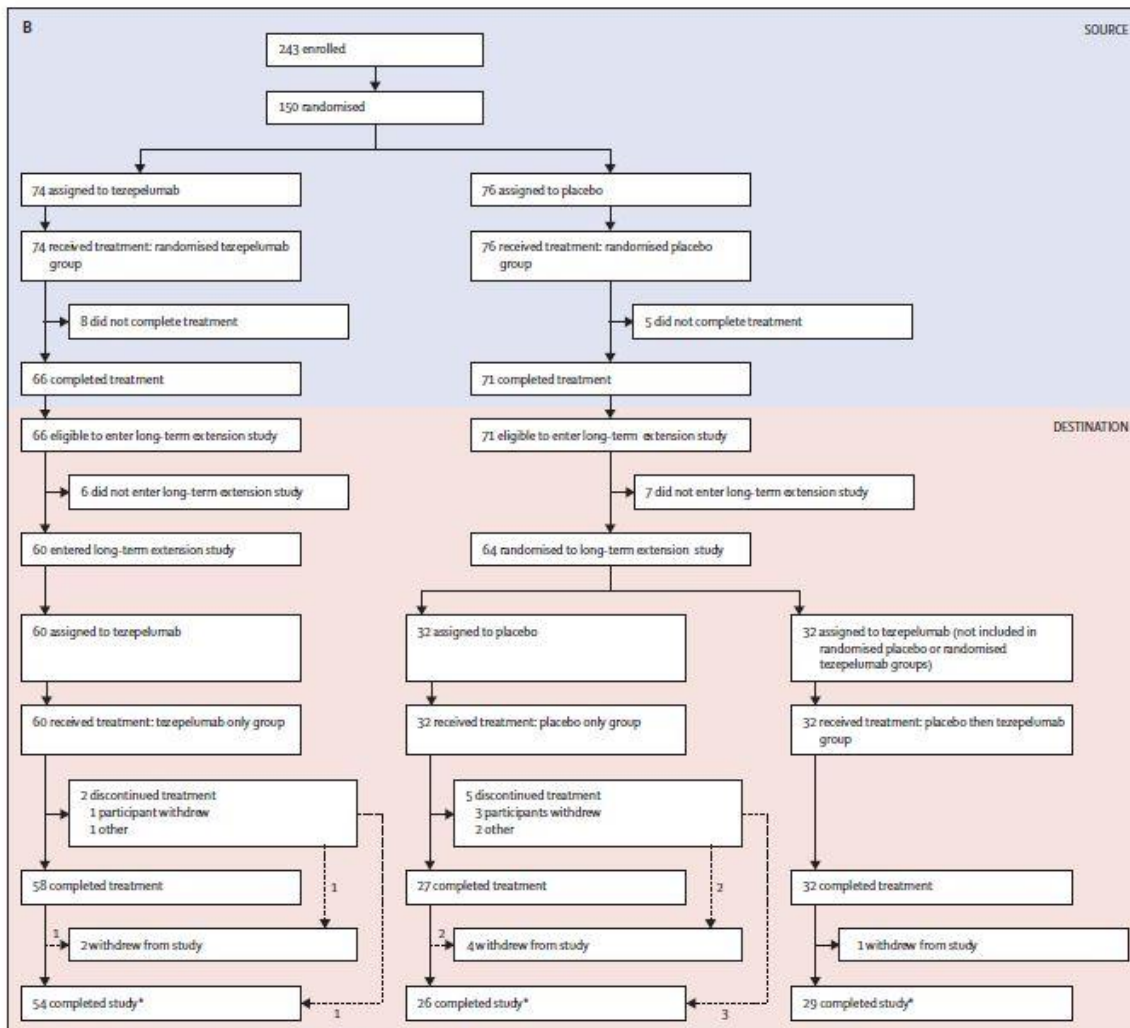 B
SOURCE
243 enrolled
150 randomised
74 assigned to tezepelumab
76 assigned to placebo
74 received treatment: randomised tezepelumab
group
76 received treatment: randomised placebo
group
8 did not complete treatment
5 did not complete treatment
66 completed treatment
71 completed treatment
DESTINATION
66 eligible to enter long-term extension study
71 eligible to enter long-term extension study
6 did not enter long-term extension study
7 did not enter long-term extension study
60 entered long-term extension study
64 randomised to long-term extension study
60 assigned to tezepelumab
32 assigned to placebo
32 assigned to tezepelumab (not included in
randomised placebo or randomised
tezepelumab groups)
60 received treatment: tezepelumab only group
32 received treatment: placebo only group
32 received treatment: placebo then tezepelumab
group
2 discontinued treatment
1 participant withdrew
1 other
5 discontinued treatment
3 participants withdrew
2 other
58 completed treatment
1
27 completed treatment
2
32 completed treatment
1
2 withdrew from study
2
4 withdrew from study
1 withdrew from study
54 completed study*
1
26 completed study*
3
29 completed study*